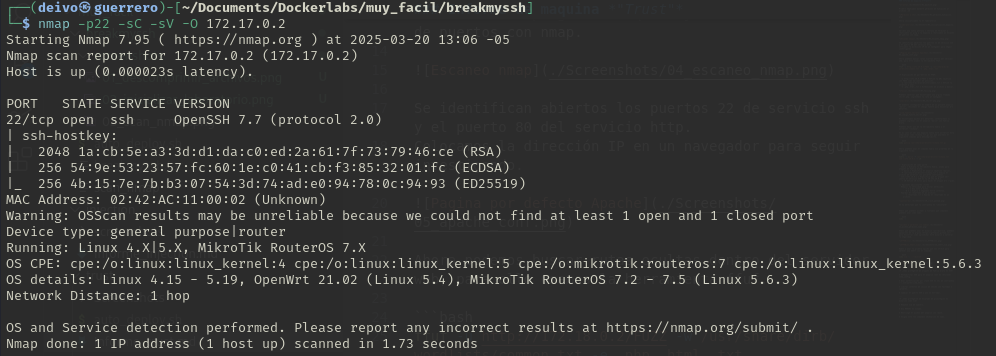 ┌──(deivo㉿guerrero)-[~/Documents/Dockerlabs/muy_facil/breakmyssh]
└─$ nmap -p22 -sC -sV -O 172.17.0.2
Starting Nmap 7.95 ( https://nmap.org ) at 2025-03-20 13:06 -05
Nmap scan report for 172.17.0.2 (172.17.0.2)
Host is up (0.000023s latency).

PORT   STATE SERVICE VERSION
22/tcp open  ssh     OpenSSH 7.7 (protocol 2.0)
| ssh-hostkey:
|   2048 1a:cb:5e:a3:3d:d1:da:c0:ed:2a:61:7f:73:79:46:ce (RSA)
|   256 54:9e:53:23:57:fc:60:1e:c0:41:cb:f3:85:32:01:fc (ECDSA)
|_  256 4b:15:7e:7b:b3:07:54:3d:74:ad:e0:94:78:0c:94:93 (ED25519)
MAC Address: 02:42:AC:11:00:02 (Unknown)
Warning: OSScan results may be unreliable because we could not find at least 1 open and 1 closed port
Device type: general purpose|router
Running: Linux 4.X|5.X, MikroTik RouterOS 7.X
OS CPE: cpe:/o:linux:linux_kernel:4 cpe:/o:linux:linux_kernel:5 cpe:/o:mikrotik:routeros:7 cpe:/o:linux:linux_kernel:5.6.3
OS details: Linux 4.15 - 5.19, OpenWrt 21.02 (Linux 5.4), MikroTik RouterOS 7.2 - 7.5 (Linux 5.6.3)
Network Distance: 1 hop

OS and Service detection performed. Please report any incorrect results at https://nmap.org/submit/ .
Nmap done: 1 IP address (1 host up) scanned in 1.73 seconds